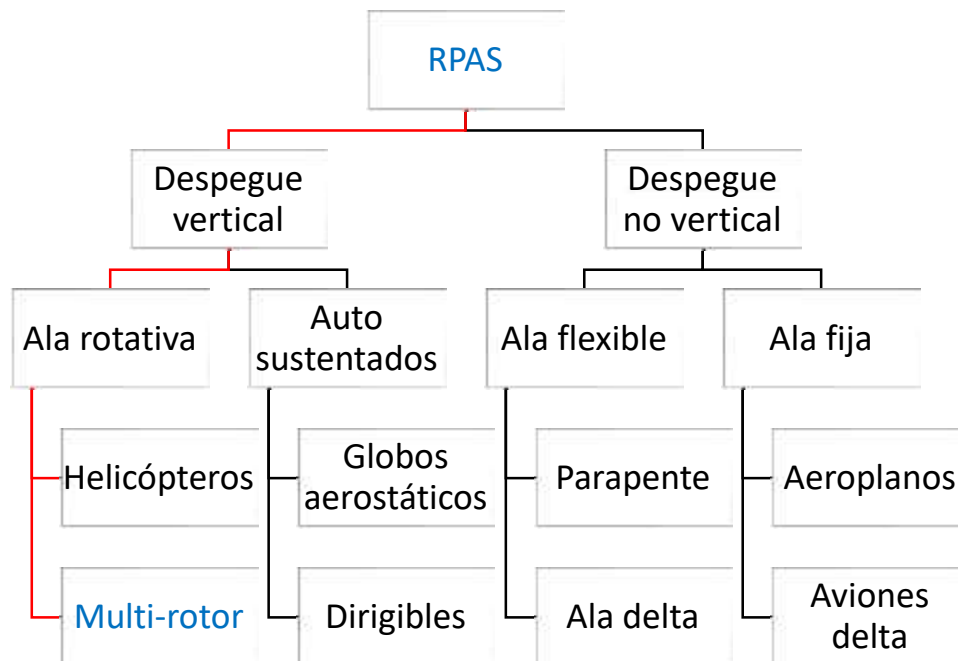 RPAS
Despegue
vertical
Despegue
no vertical
Ala rotativa
Auto
sustentados
Ala flexible
Ala fija
Helicópteros
Globos
aerostáticos
Parapente
Aeroplanos
Multi-rotor
Dirigibles
Ala delta
Aviones
delta